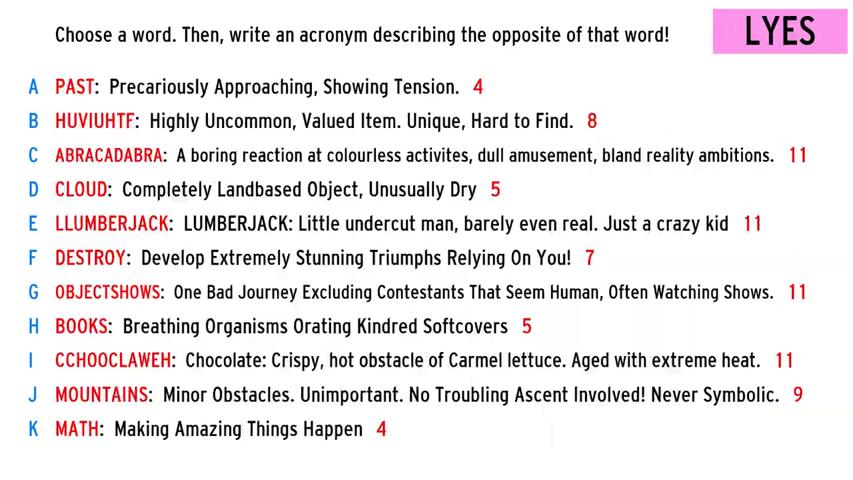 Choose a word. Then, write an acronym describing the opposite of that word!
LYES
A PAST: Precariously Approaching, Showing Tension. 4
B HUVIUHTF: Highly Uncommon, Valued Item. Unique, Hard to Find. 8
C ABRACADABRA: A boring reaction at colourless activites, dull amusement, bland reality ambitions. 11
D CLOUD: Completely Landbased Object, Unusually Dry 5
E LLUMBERJACK: LUMBERJACK: Little undercut man, barely even real. Just a crazy kid 11
F DESTROY: Develop Extremely Stunning Triumphs Relying On You! 7
G OBJECTSHOWS: One Bad Journey Excluding Contestants That Seem Human, Often Watching Shows. 11
H BOOKS: Breathing Organisms Orating Kindred Softcovers 5
I CCHOOCLAWEH: Chocolate: Crispy, hot obstacle of Carmel lettuce. Aged with extreme heat. 11
J MOUNTAINS: Minor Obstacles. Unimportant. No Troubling Ascent Involved! Never Symbolic. 9
K MATH: Making Amazing Things Happen 4